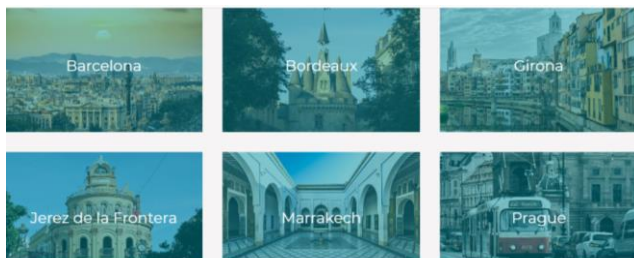 Barcelona
Bordeaux
Girona
Jerez de la Frontera
Marrakech
Prague